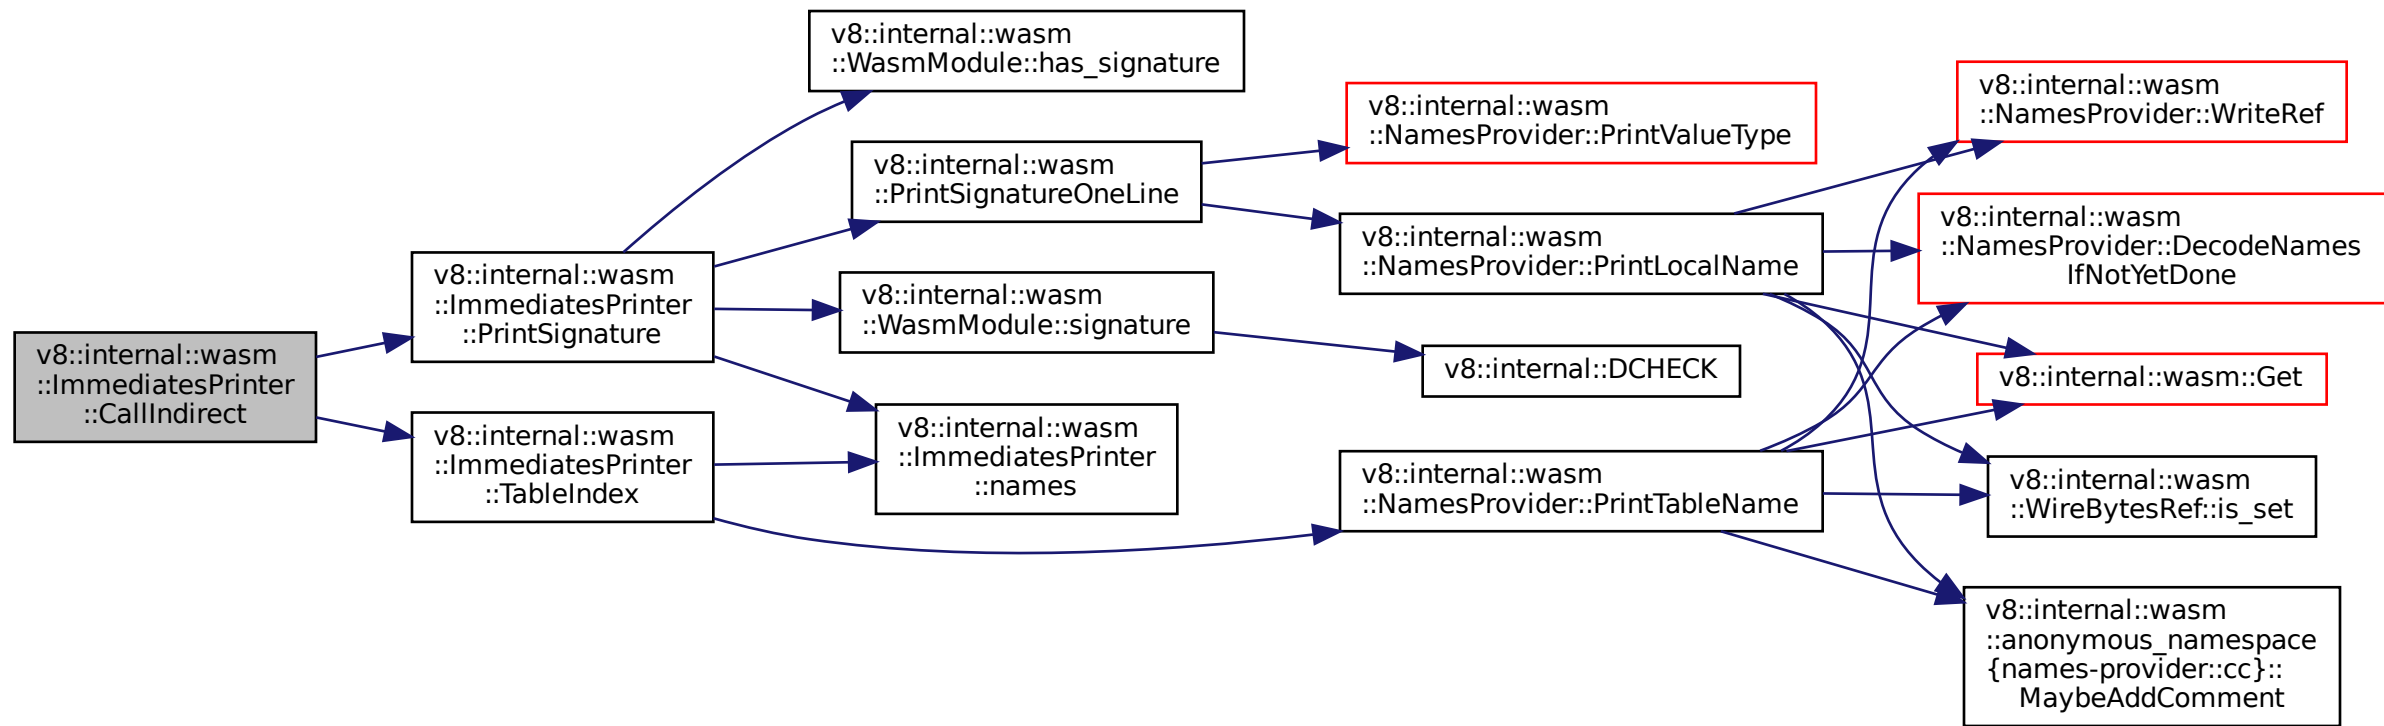 v8::internal::wasm
::ImmediatesPrinter
::CallIndirect
v8::internal::wasm
::ImmediatesPrinter
::PrintSignature
v8::internal::wasm
::ImmediatesPrinter
::TableIndex
v8::internal::wasm
::WasmModule::has_signature
v8::internal::wasm
::PrintSignatureOneLine
v8::internal::wasm
::WasmModule::signature
v8::internal::wasm
::ImmediatesPrinter
::names
v8::internal::wasm
::NamesProvider::PrintValueType
v8::internal::wasm
::NamesProvider::PrintLocalName
v8::internal::DCHECK
v8::internal::wasm
::NamesProvider::PrintTableName
v8::internal::wasm
::NamesProvider::WriteRef
v8::internal::wasm
::NamesProvider::DecodeNames
IfNotYetDone
v8::internal::wasm::Get
v8::internal::wasm
::WireBytesRef::is_set
v8::internal::wasm
::anonymous_namespace
{names-provider::cc}::
MaybeAddComment